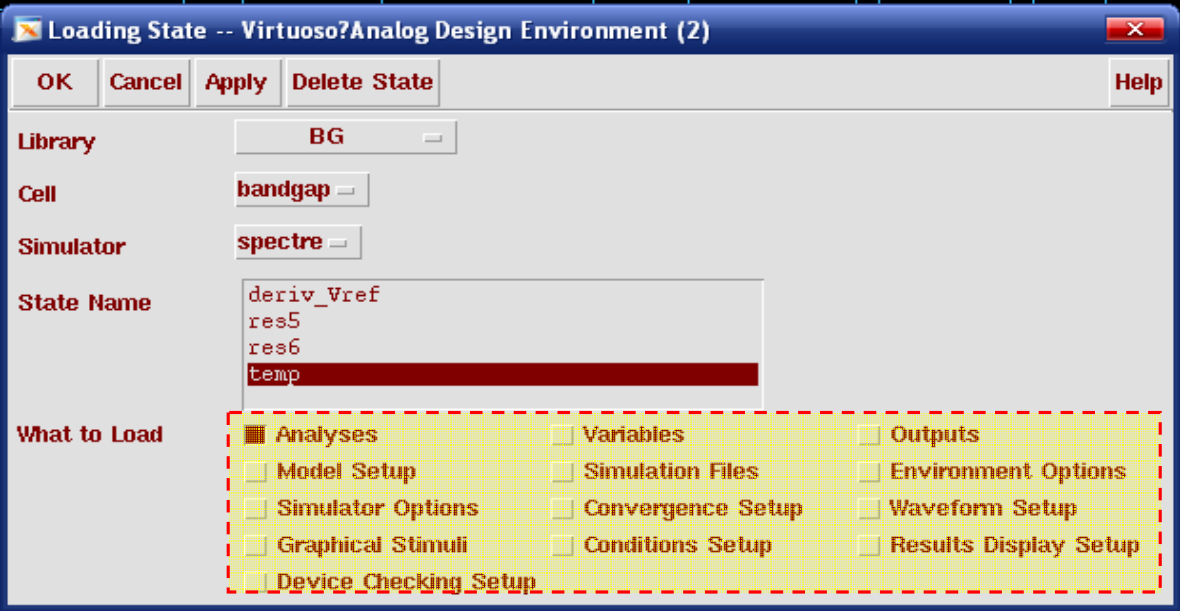 Loading State -- Virtuoso?Analog Design Environment (2)
OK Cancel Apply Delete State Help
Library BG
Cell bandgap
Simulator spectre
State Name deriv_Vref
res5
res6
temp
What to Load Analyses Variables Outputs
Model Setup Simulation Files Environment Options
Simulator Options Convergence Setup Waveform Setup
Graphical Stimuli Conditions Setup Results Display Setup
Device Checking Setup